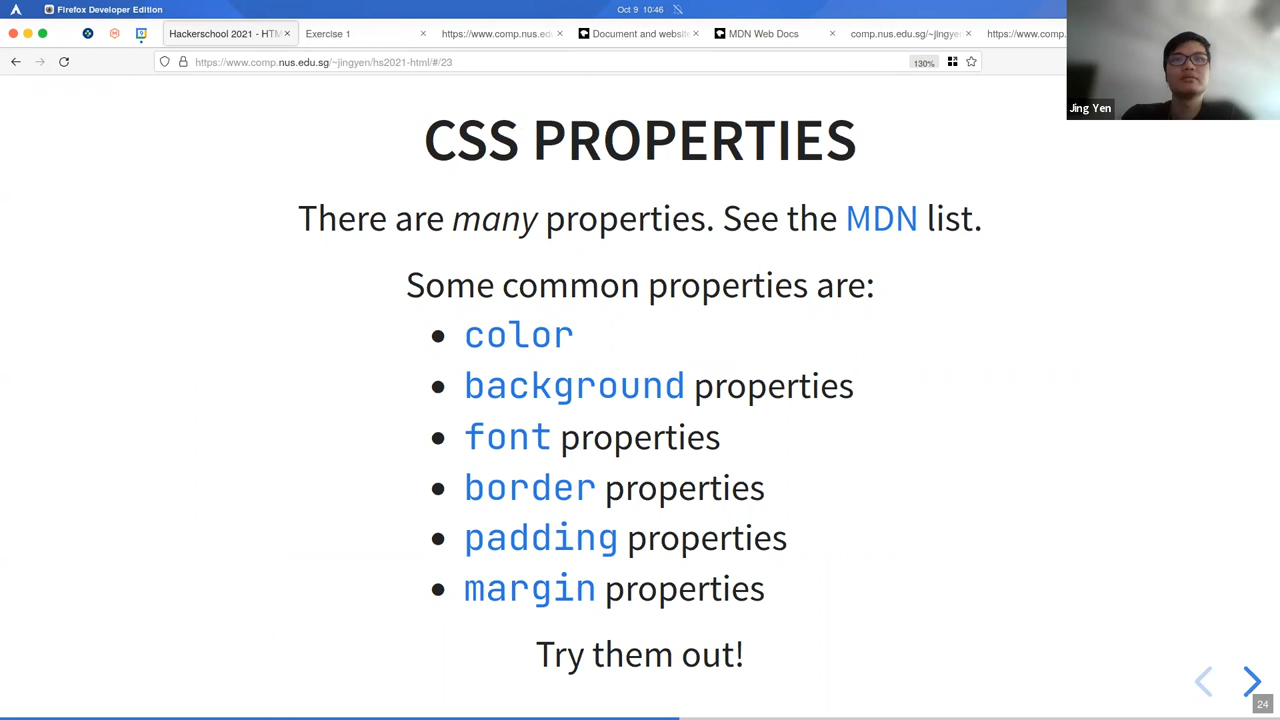 Firefox Developer Edition
Oct 9 10:46
Hackerschool 2021 - HTM
Exercise 1
https://www.comp.nus.edu.s
Document and website
MDN Web Docs
comp.nus.edu.sg/~jingyen
https://www.comp.
https://www.comp.nus.edu.sg/~jingyen/hs2021-html/#/23
130%
Jing Yen
CSS PROPERTIES
There are many properties. See the MDN list.
Some common properties are:
• color
• background properties
• font properties
• border properties
• padding properties
• margin properties
Try them out!
24